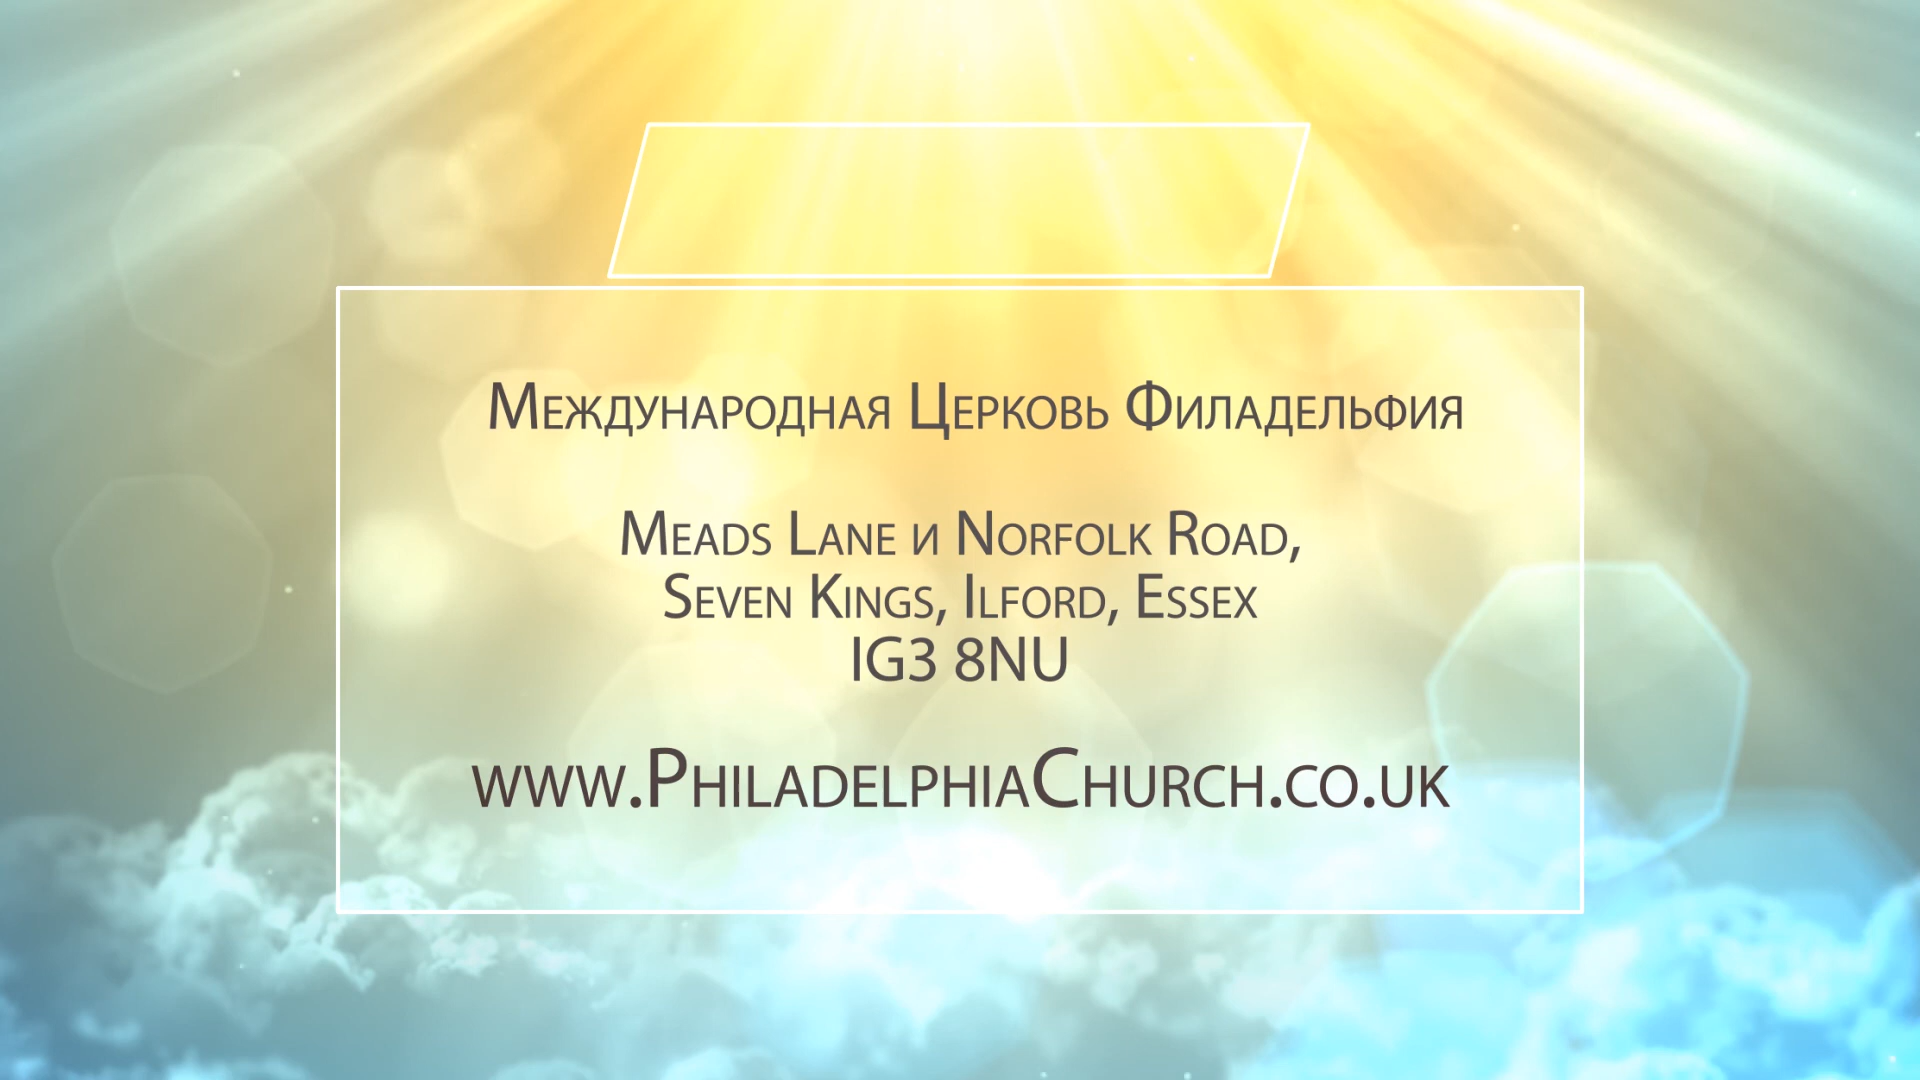 Международная Церковь Филадельфия
Meads Lane и Norfolk Road,
Seven Kings, Ilford, Essex
IG3 8NU
www.PhiladelphiaChurch.co.uk